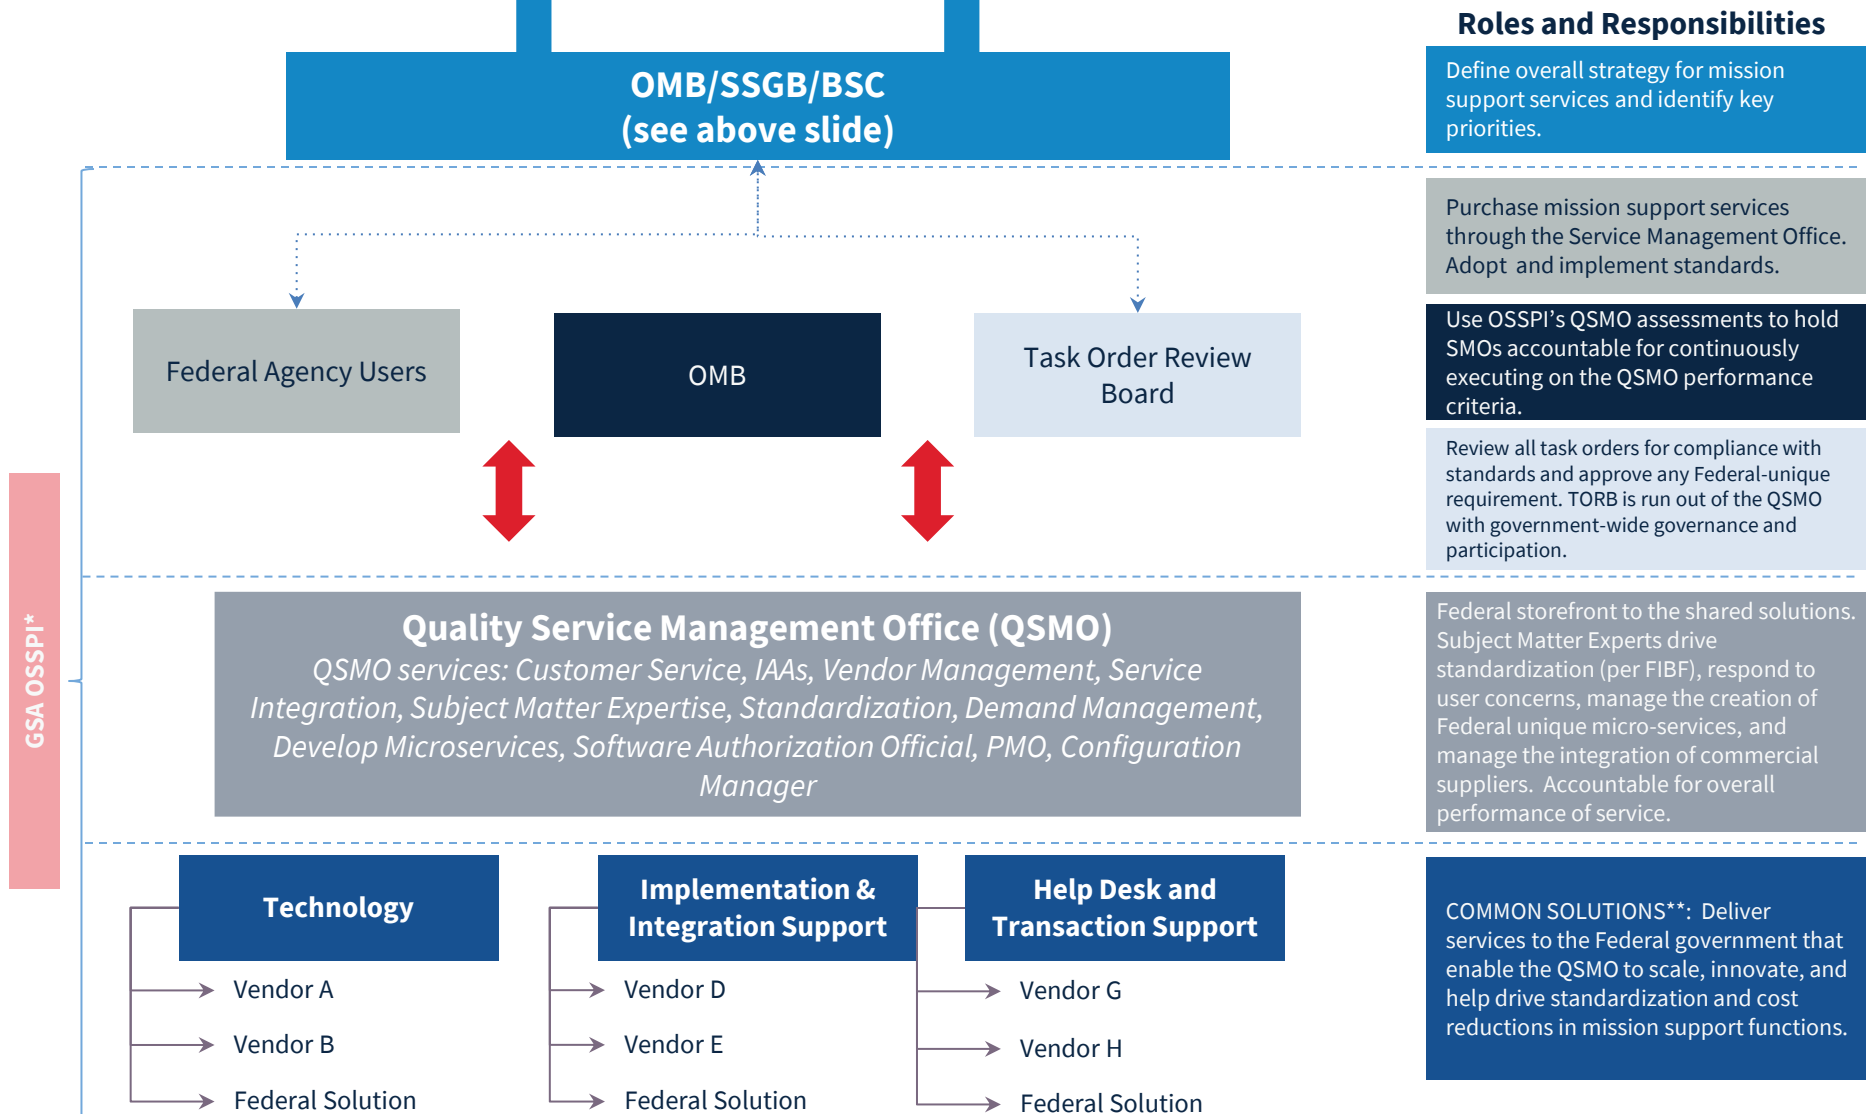 Roles and Responsibilities
OMB/SSGB/BSC
(see above slide)
Define overall strategy for mission
support services and identify key
priorities.
Purchase mission support services
through the Service Management Office.
Adopt and implement standards.
Federal Agency Users
OMB
Task Order Review
Board
Use OSSPI’s QSMO assessments to hold
SMOs accountable for continuously
executing on the QSMO performance
criteria.
Review all task orders for compliance with
standards and approve any Federal-unique
requirement. TORB is run out of the QSMO
with government-wide governance and
participation.
GSA OSSPI*
Quality Service Management Office (QSMO)
QSMO services: Customer Service, IAAs, Vendor Management, Service
Integration, Subject Matter Expertise, Standardization, Demand Management,
Develop Microservices, Software Authorization Official, PMO, Configuration
Manager
Federal storefront to the shared solutions.
Subject Matter Experts drive
standardization (per FIBF), respond to
user concerns, manage the creation of
Federal unique micro-services, and
manage the integration of commercial
suppliers. Accountable for overall
performance of service.
Technology
Vendor A
Vendor B
Federal Solution
Implementation &
Integration Support
Vendor D
Vendor E
Federal Solution
Help Desk and
Transaction Support
Vendor G
Vendor H
Federal Solution
COMMON SOLUTIONS**: Deliver
services to the Federal government that
enable the QSMO to scale, innovate, and
help drive standardization and cost
reductions in mission support functions.